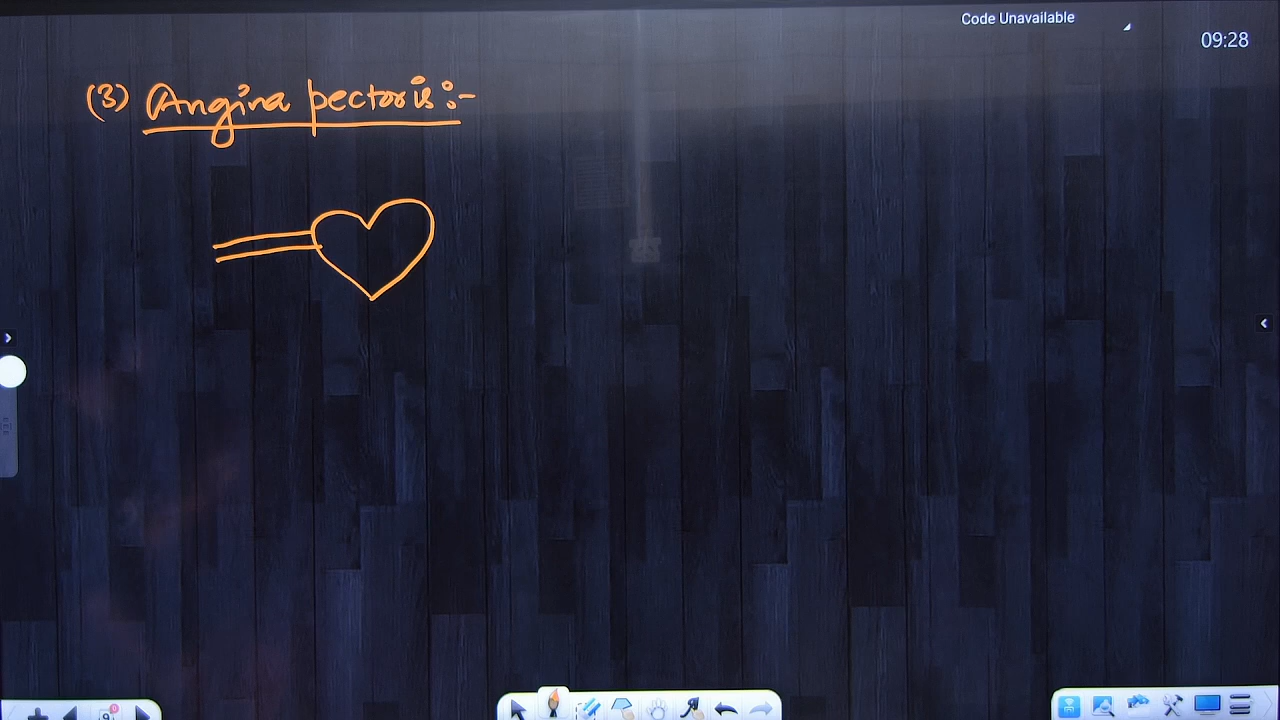 Code Unavailable
09:28
(3) Angina pectoris :-